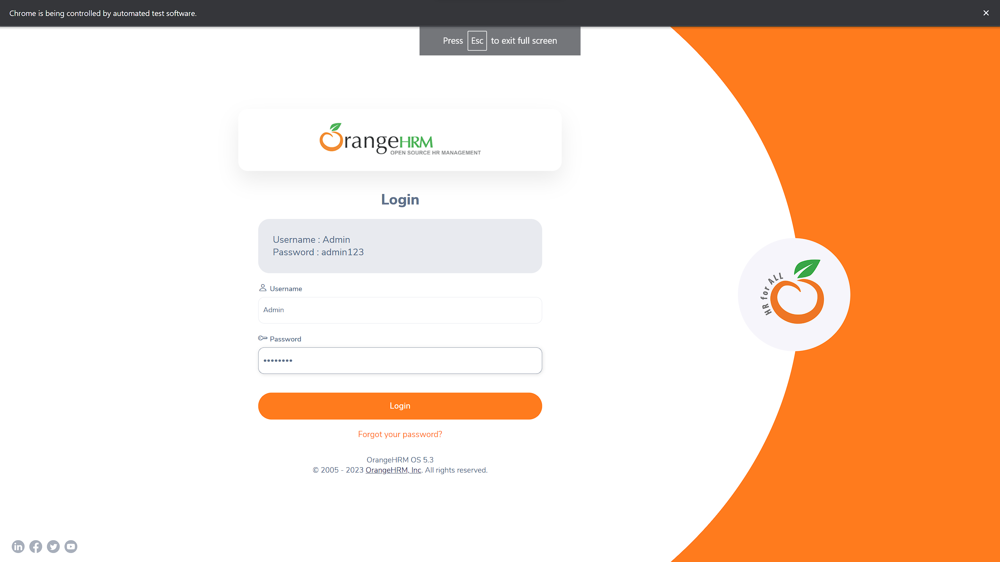 Chrome is being controlled by automated test software.
Press Esc to exit full screen
OrangeHRM
OPEN SOURCE HR MANAGEMENT
Login
Username : Admin
Password : admin123
Username
Admin
Password
••••••••
Login
Forgot your password?
OrangeHRM OS 5.3
© 2005 - 2023 OrangeHRM, Inc. All rights reserved.
HR for ALL